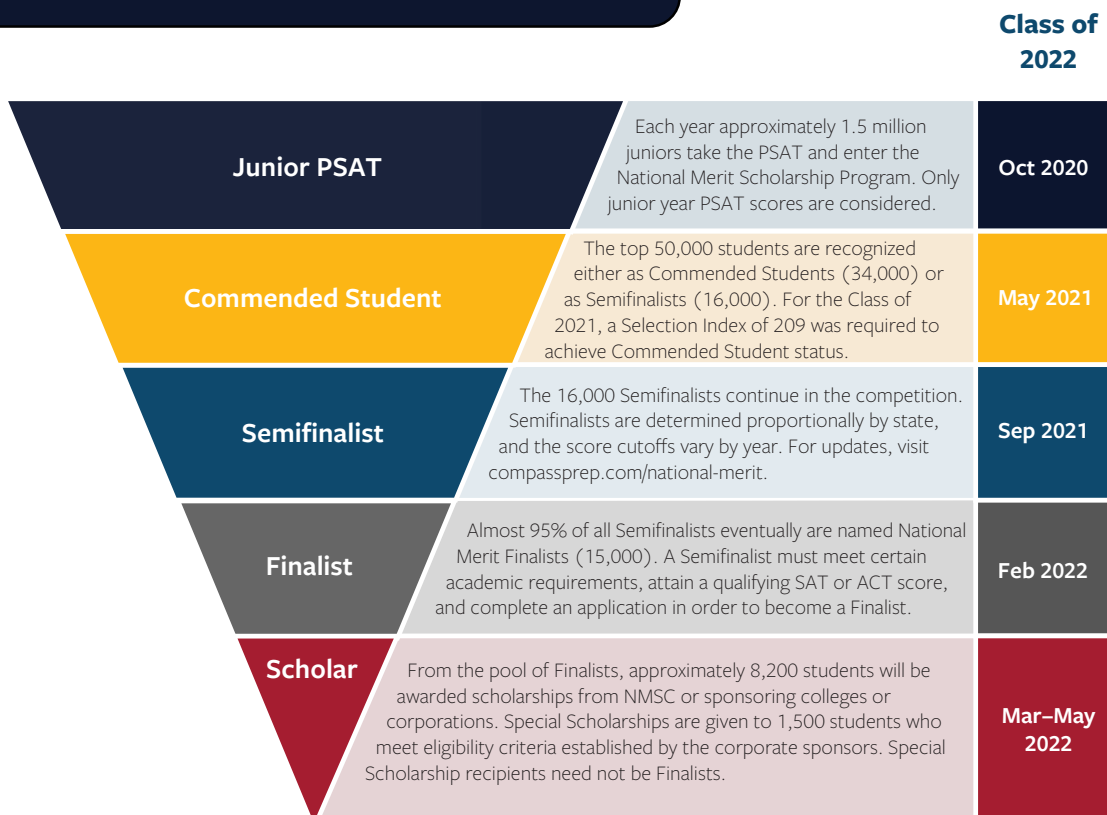 Class of
2022
Junior PSAT
Each year approximately 1.5 million
juniors take the PSAT and enter the
National Merit Scholarship Program. Only
junior year PSAT scores are considered.
Oct 2020
Commended Student
The top 50,000 students are recognized
either as Commended Students (34,000) or
as Semifinalists (16,000). For the Class of
2021, a Selection Index of 209 was required to
achieve Commended Student status.
May 2021
Semifinalist
The 16,000 Semifinalists continue in the competition.
Semifinalists are determined proportionally by state,
and the score cutoffs vary by year. For updates, visit
compassprep.com/national-merit.
Sep 2021
Finalist
Almost 95% of all Semifinalists eventually are named National
Merit Finalists (15,000). A Semifinalist must meet certain
academic requirements, attain a qualifying SAT or ACT score,
and complete an application in order to become a Finalist.
Feb 2022
Scholar
From the pool of Finalists, approximately 8,200 students will be
awarded scholarships from NMSC or sponsoring colleges or
corporations. Special Scholarships are given to 1,500 students who
meet eligibility criteria established by the corporate sponsors. Special
Scholarship recipients need not be Finalists.
Mar–May
2022